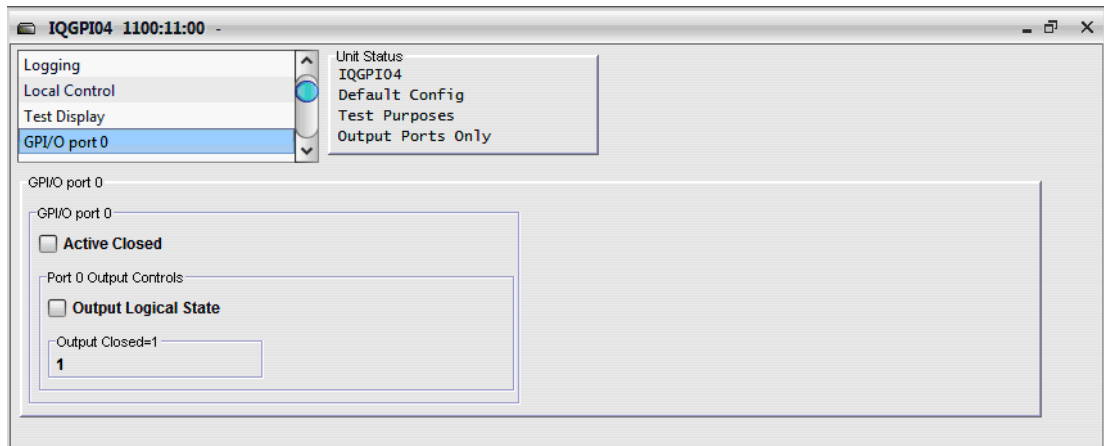 IQGPI04 1100:11:00 -
Logging
Local Control
Test Display
GPI/O port 0
Unit Status
IQGPI04
Default Config
Test Purposes
Output Ports Only
GPI/O port 0
GPI/O port 0
Active Closed
Port 0 Output Controls
Output Logical State
Output Closed=1
1